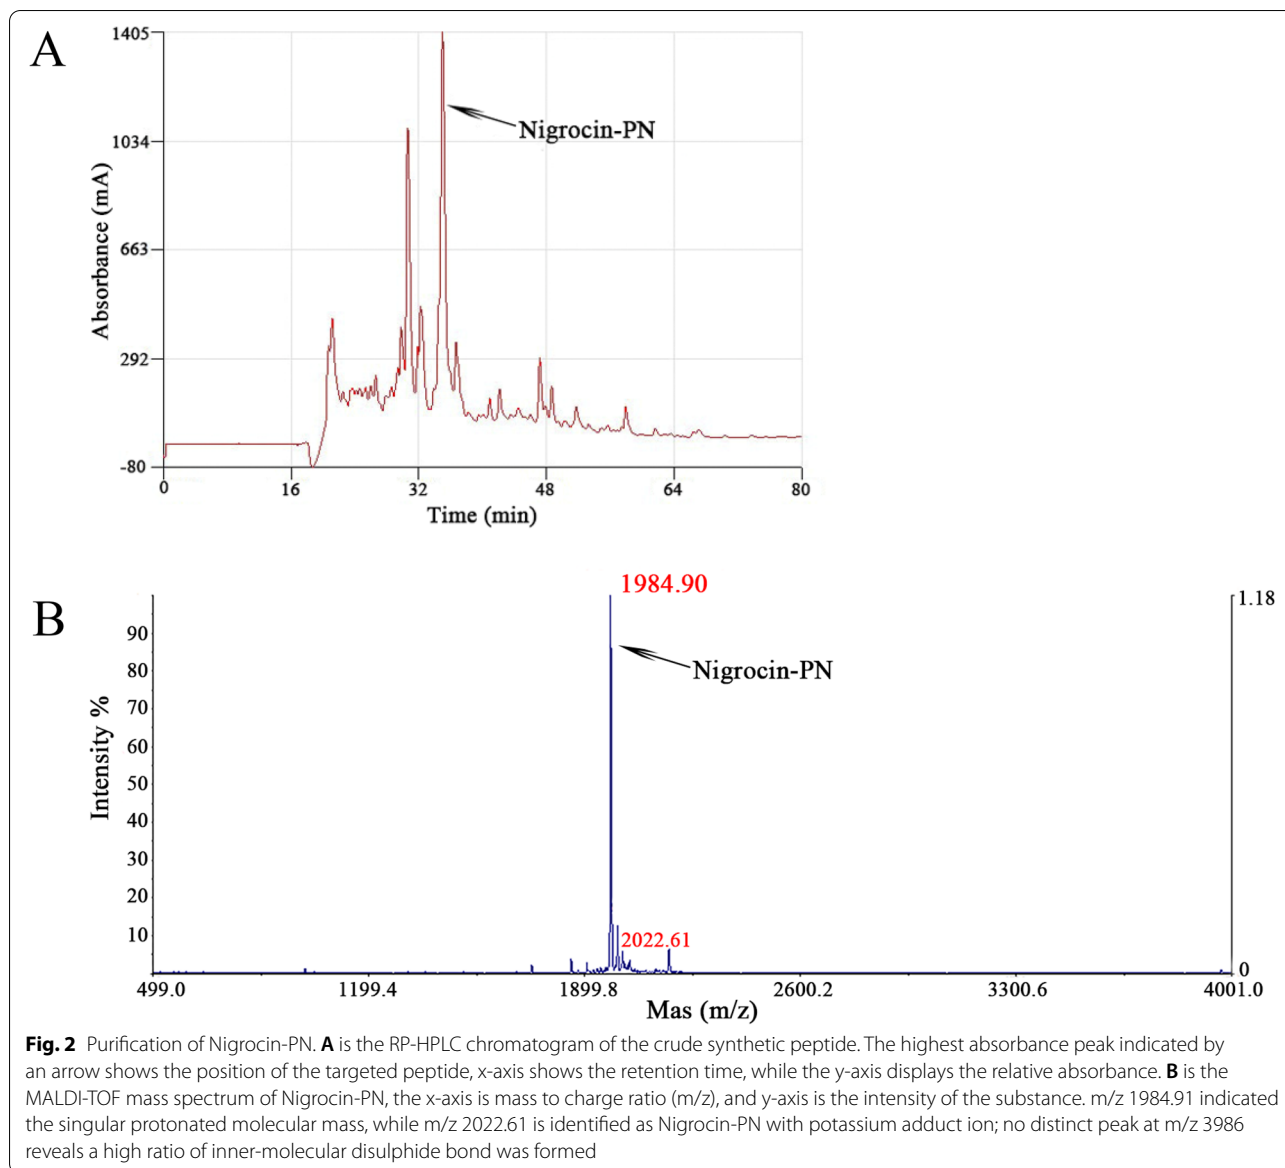 A
1405
1034
663
292
-80
Absorbance (mA)
Nigrocin-PN
0 16 32 48 64 80
Time (min)
B
1984.90
1.18
Nigrocin-PN
90
80
70
60
50
40
30
20
10
Intensity %
2022.61
0
499.0 1199.4 1899.8 2600.2 3300.6 4001.0
Mas (m/z)
Fig. 2 Purification of Nigrocin-PN. A is the RP-HPLC chromatogram of the crude synthetic peptide. The highest absorbance peak indicated by
an arrow shows the position of the targeted peptide, x-axis shows the retention time, while the y-axis displays the relative absorbance. B is the
MALDI-TOF mass spectrum of Nigrocin-PN, the x-axis is mass to charge ratio (m/z), and y-axis is the intensity of the substance. m/z 1984.91 indicated
the singular protonated molecular mass, while m/z 2022.61 is identified as Nigrocin-PN with potassium adduct ion; no distinct peak at m/z 3986
reveals a high ratio of inner-molecular disulphide bond was formed